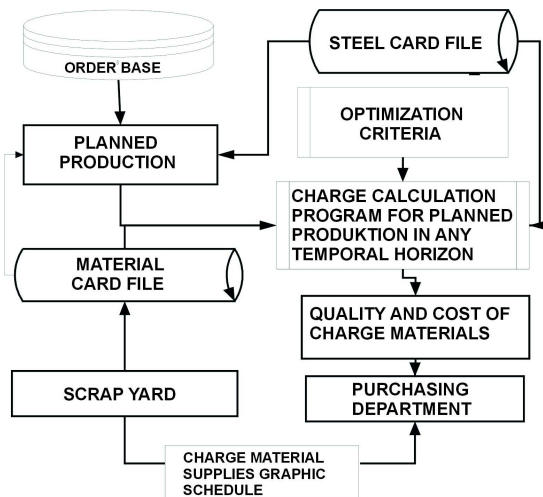 ORDER BASE
STEEL CARD FILE
PLANNED
PRODUCTION
OPTIMIZATION
CRITERIA
CHARGE CALCULATION
PROGRAM FOR PLANNED
PRODUKTION IN ANY
TEMPORAL HORIZON
MATERIAL
CARD FILE
QUALITY AND COST OF
CHARGE MATERIALS
SCRAP YARD
PURCHASING
DEPARTMENT
CHARGE MATERIAL
SUPPLIES GRAPHIC
SCHEDULE